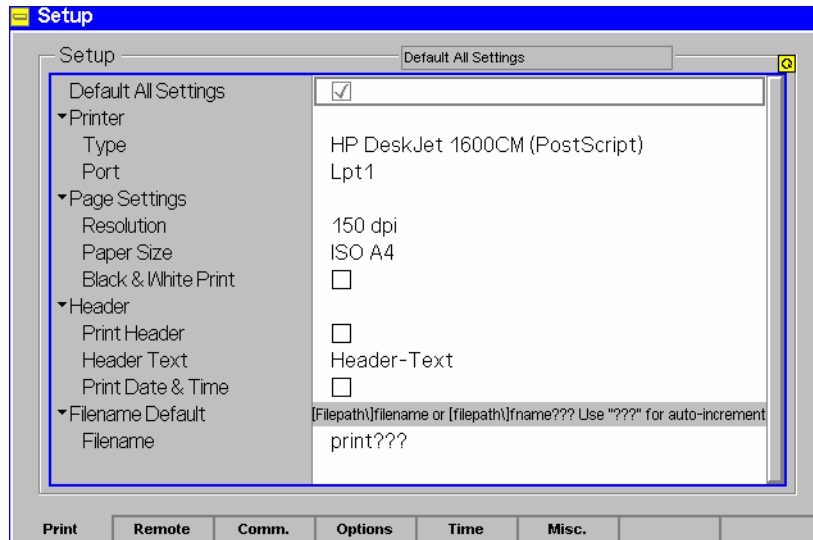 Setup
Setup
Default All Settings
Default All Settings
Printer
Type HP DeskJet 1600CM (PostScript)
Port Lpt1
Page Settings
Resolution 150 dpi
Paper Size ISO A4
Black & White Print
Header
Print Header
Header Text Header-Text
Print Date & Time
Filename Default [Filepath\]filename or [filepath\]fname??? Use "???" for auto-increment
Filename print???
Print Remote Comm. Options Time Misc.